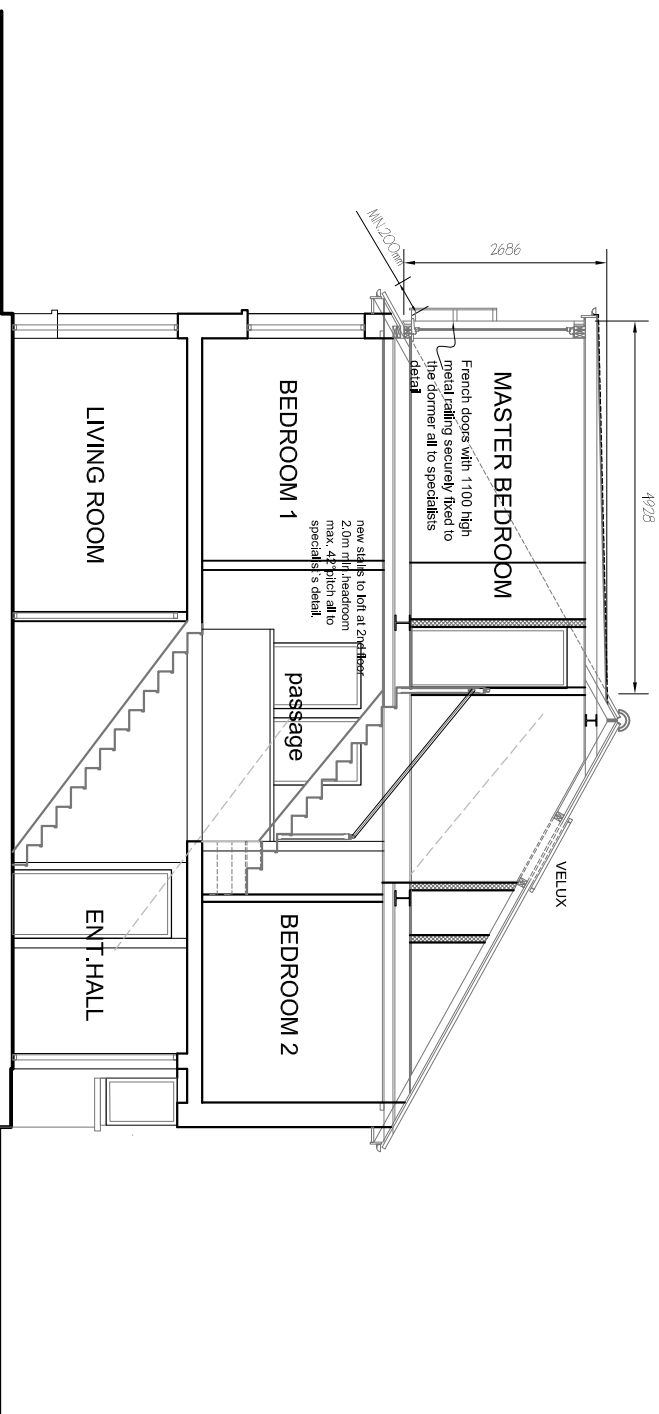 4928
2686
MIN.200mm
VELUX
MASTER BEDROOM
French doors with 1100 high
metal railing securely fixed to
the dormer all to specialists
detail
new stairs to loft at 2nd floor
2.0m min.headroom
max. 42° pitch all to
specialist's detail.
BEDROOM 1
passage
BEDROOM 2
LIVING ROOM
ENT.HALL